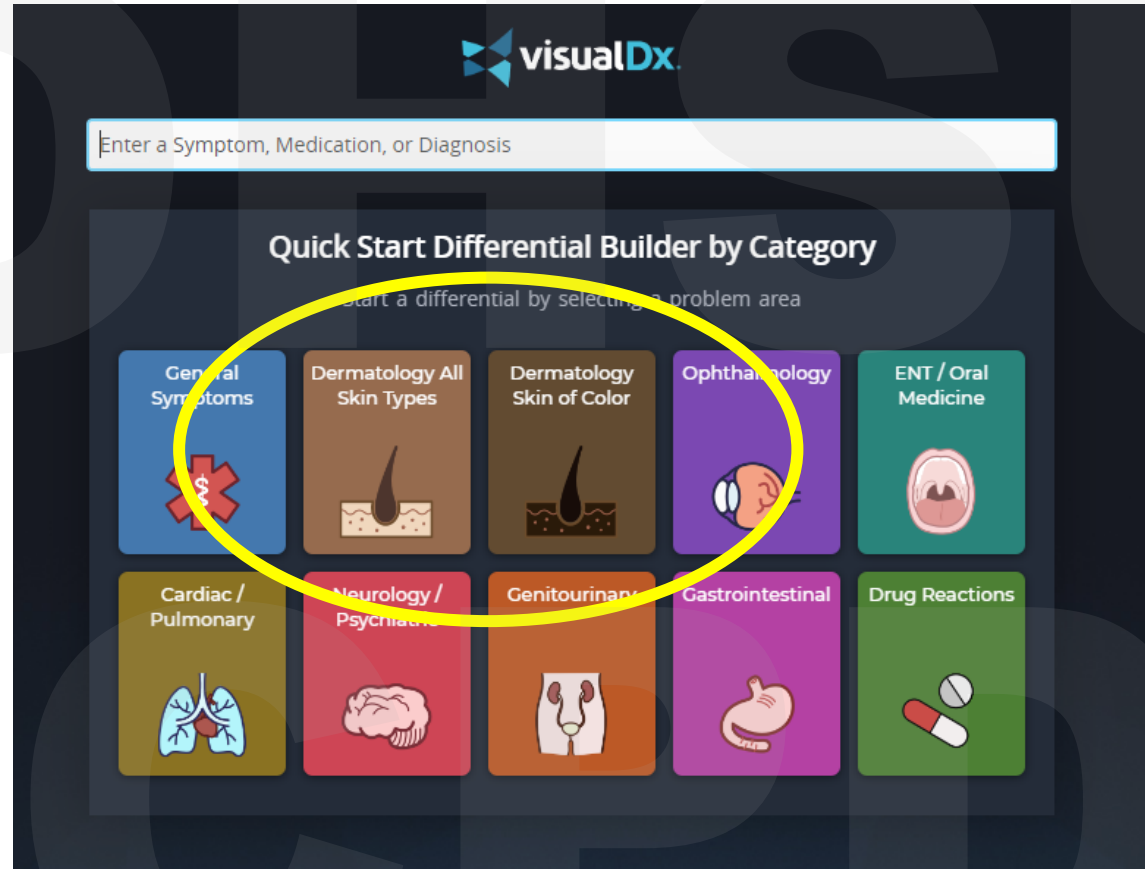 visualDx.
Enter a Symptom, Medication, or Diagnosis
Quick Start Differential Builder by Category
Start a differential by selecting a problem area
General
Symptoms
Dermatology All
Skin Types
Dermatology
Skin of Color
Ophthalmology
ENT / Oral
Medicine
Cardiac /
Pulmonary
Neurology /
Psychiatric
Genitourinary
Gastrointestinal
Drug Reactions